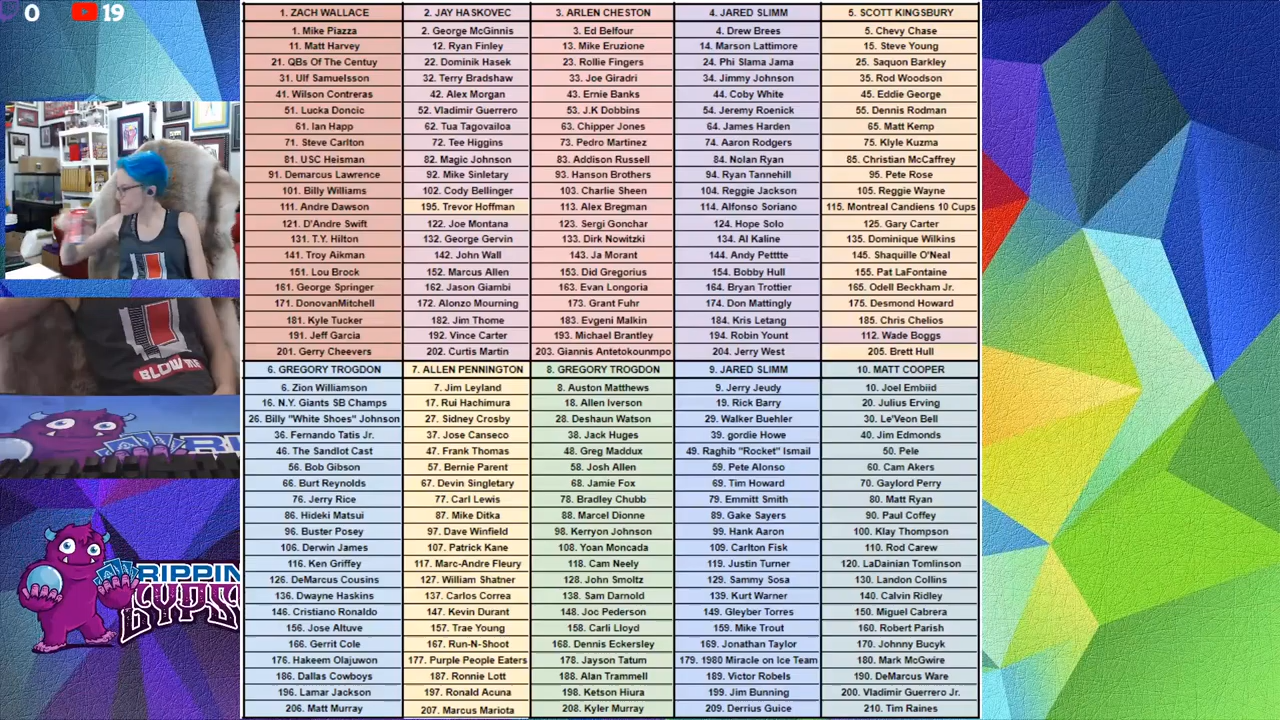 0 19
1. ZACH WALLACE 2. JAY HASKOVEC 3. ARLEN CHESTON 4. JARED SLIMM 5. SCOTT KINGSBURY
1. Mike Piazza 2. George McGinnis 3. Ed Belfour 4. Drew Brees 5. Chevy Chase
11. Matt Harvey 12. Ryan Finley 13. Mike Eruzione 14. Marson Lattimore 15. Steve Young
21. QBs Of The Centuy 22. Dominik Hasek 23. Rollie Fingers 24. Phi Slama Jama 25. Saquon Barkley
31. Ulf Samuelsson 32. Terry Bradshaw 33. Joe Giradri 34. Jimmy Johnson 35. Rod Woodson
41. Wilson Contreras 42. Alex Morgan 43. Ernie Banks 44. Coby White 45. Eddie George
51. Lucka Doncic 52. Vladimir Guerrero 53. J.K Dobbins 54. Jeremy Roenick 55. Dennis Rodman
61. Ian Happ 62. Tua Tagovailoa 63. Chipper Jones 64. James Harden 65. Matt Kemp
71. Steve Carlton 72. Tee Higgins 73. Pedro Martinez 74. Aaron Rodgers 75. Klyle Kuzma
81. USC Heisman 82. Magic Johnson 83. Addison Russell 84. Nolan Ryan 85. Christian McCaffrey
91. Demarcus Lawrence 92. Mike Sinletary 93. Hanson Brothers 94. Ryan Tannehill 95. Pete Rose
101. Billy Williams 102. Cody Bellinger 103. Charlie Sheen 104. Reggie Jackson 105. Reggie Wayne
111. Andre Dawson 195. Trevor Hoffman 113. Alex Bregman 114. Alfonso Soriano 115. Montreal Candiens 10 Cups
121. D'Andre Swift 122. Joe Montana 123. Sergi Gonchar 124. Hope Solo 125. Gary Carter
131. T.Y. Hilton 132. George Gervin 133. Dirk Nowitzki 134. Al Kaline 135. Dominique Wilkins
141. Troy Aikman 142. John Wall 143. Ja Morant 144. Andy Petttte 145. Shaquille O'Neal
151. Lou Brock 152. Marcus Allen 153. Did Gregorius 154. Bobby Hull 155. Pat LaFontaine
161. George Springer 162. Jason Giambi 163. Evan Longoria 164. Bryan Trottier 165. Odell Beckham Jr.
171. DonovanMitchell 172. Alonzo Mourning 173. Grant Fuhr 174. Don Mattingly 175. Desmond Howard
181. Kyle Tucker 182. Jim Thome 183. Evgeni Malkin 184. Kris Letang 185. Chris Chelios
191. Jeff Garcia 192. Vince Carter 193. Michael Brantley 194. Robin Yount 112. Wade Boggs
201. Gerry Cheevers 202. Curtis Martin 203. Giannis Antetokounmpo 204. Jerry West 205. Brett Hull
6. GREGORY TROGDON 7. ALLEN PENNINGTON 8. GREGORY TROGDON 9. JARED SLIMM 10. MATT COOPER
6. Zion Williamson 7. Jim Leyland 8. Auston Matthews 9. Jerry Jeudy 10. Joel Embiid
16. N.Y. Giants SB Champs 17. Rui Hachimura 18. Allen Iverson 19. Rick Barry 20. Julius Erving
26. Billy "White Shoes" Johnson 27. Sidney Crosby 28. Deshaun Watson 29. Walker Buehler 30. Le'Veon Bell
36. Fernando Tatis Jr. 37. Jose Canseco 38. Jack Huges 39. gordie Howe 40. Jim Edmonds
46. The Sandlot Cast 47. Frank Thomas 48. Greg Maddux 49. Raghib "Rocket" Ismail 50. Pele
56. Bob Gibson 57. Bernie Parent 58. Josh Allen 59. Pete Alonso 60. Cam Akers
66. Burt Reynolds 67. Devin Singletary 68. Jamie Fox 69. Tim Howard 70. Gaylord Perry
76. Jerry Rice 77. Carl Lewis 78. Bradley Chubb 79. Emmitt Smith 80. Matt Ryan
86. Hideki Matsui 87. Mike Ditka 88. Marcel Dionne 89. Gake Sayers 90. Paul Coffey
96. Buster Posey 97. Dave Winfield 98. Kerryon Johnson 99. Hank Aaron 100. Klay Thompson
106. Derwin James 107. Patrick Kane 108. Yoan Moncada 109. Carlton Fisk 110. Rod Carew
116. Ken Griffey 117. Marc-Andre Fleury 118. Cam Neely 119. Justin Turner 120. LaDainian Tomlinson
126. DeMarcus Cousins 127. William Shatner 128. John Smoltz 129. Sammy Sosa 130. Landon Collins
136. Dwayne Haskins 137. Carlos Correa 138. Sam Darnold 139. Kurt Warner 140. Calvin Ridley
146. Cristiano Ronaldo 147. Kevin Durant 148. Joc Pederson 149. Gleyber Torres 150. Miguel Cabrera
156. Jose Altuve 157. Trae Young 158. Carli Lloyd 159. Mike Trout 160. Robert Parish
166. Gerrit Cole 167. Run-N-Shoot 168. Dennis Eckersley 169. Jonathan Taylor 170. Johnny Bucyk
176. Hakeem Olajuwon 177. Purple People Eaters 178. Jayson Tatum 179. 1980 Miracle on Ice Team 180. Mark McGwire
186. Dallas Cowboys 187. Ronnie Lott 188. Alan Trammell 189. Victor Robels 190. DeMarcus Ware
196. Lamar Jackson 197. Ronald Acuna 198. Ketson Hiura 199. Jim Bunning 200. Vladimir Guerrero Jr.
206. Matt Murray 207. Marcus Mariota 208. Kyler Murray 209. Derrius Guice 210. Tim Raines
BLOW ME
RI
RIPPIN
GYPS